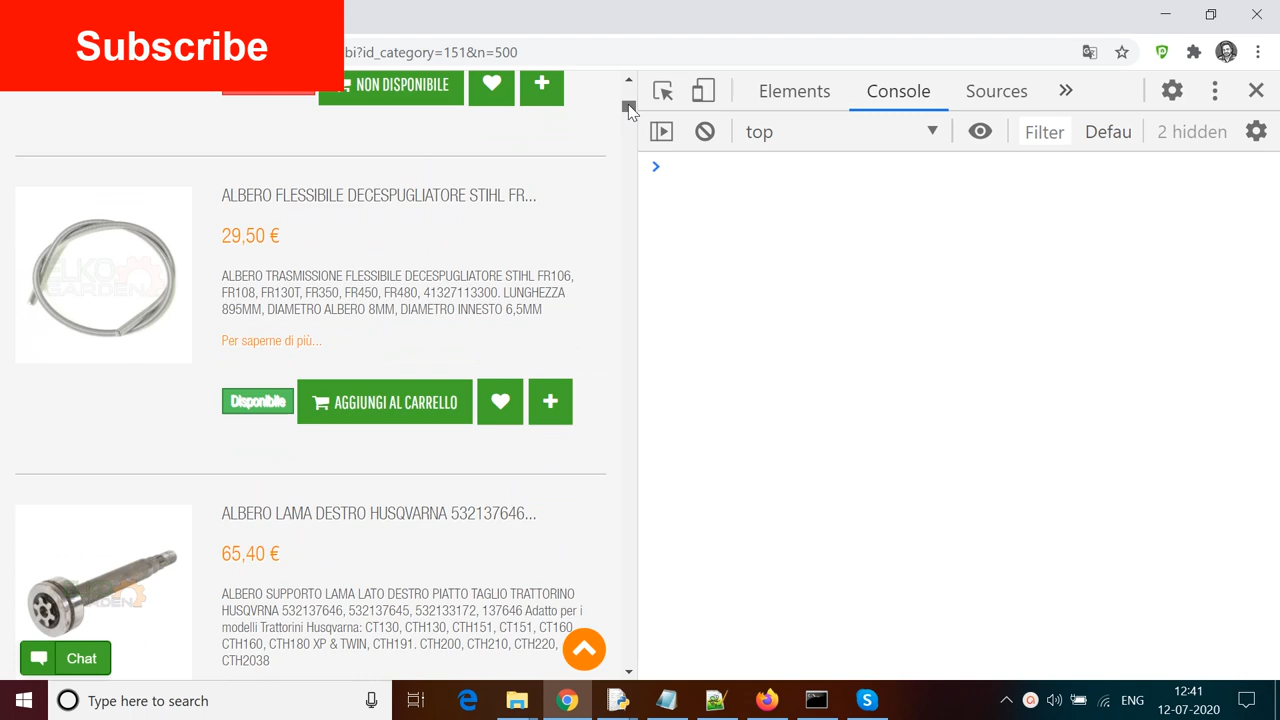 Subscribe
bi?id_category=151&n=500
NON DISPONIBILE
Elements
Console
Sources
top
Filter
Defau
2 hidden
ALBERO FLESSIBILE DECESPUGLIATORE STIHL FR...
29,50 €
ALBERO TRASMISSIONE FLESSIBILE DECESPUGLIATORE STIHL FR106,
FR108, FR130T, FR350, FR450, FR480, 41327113300. LUNGHEZZA
895MM, DIAMETRO ALBERO 8MM, DIAMETRO INNESTO 6,5MM
Per saperne di più...
Disponibile
AGGIUNGI AL CARRELLO
ALBERO LAMA DESTRO HUSQVARNA 532137646...
65,40 €
ALBERO SUPPORTO LAMA LATO DESTRO PIATTO TAGLIO TRATTORINO
HUSQVRNA 532137646, 532137645, 532133172, 137646 Adatto per i
modelli Trattorini Husqvarna: CT130, CTH130, CTH151, CT151, CT160,
CTH160, CTH180 XP & TWIN, CTH191. CTH200, CTH210, CTH220,
CTH2038
Chat
Type here to search
ENG
12:41
12-07-2020